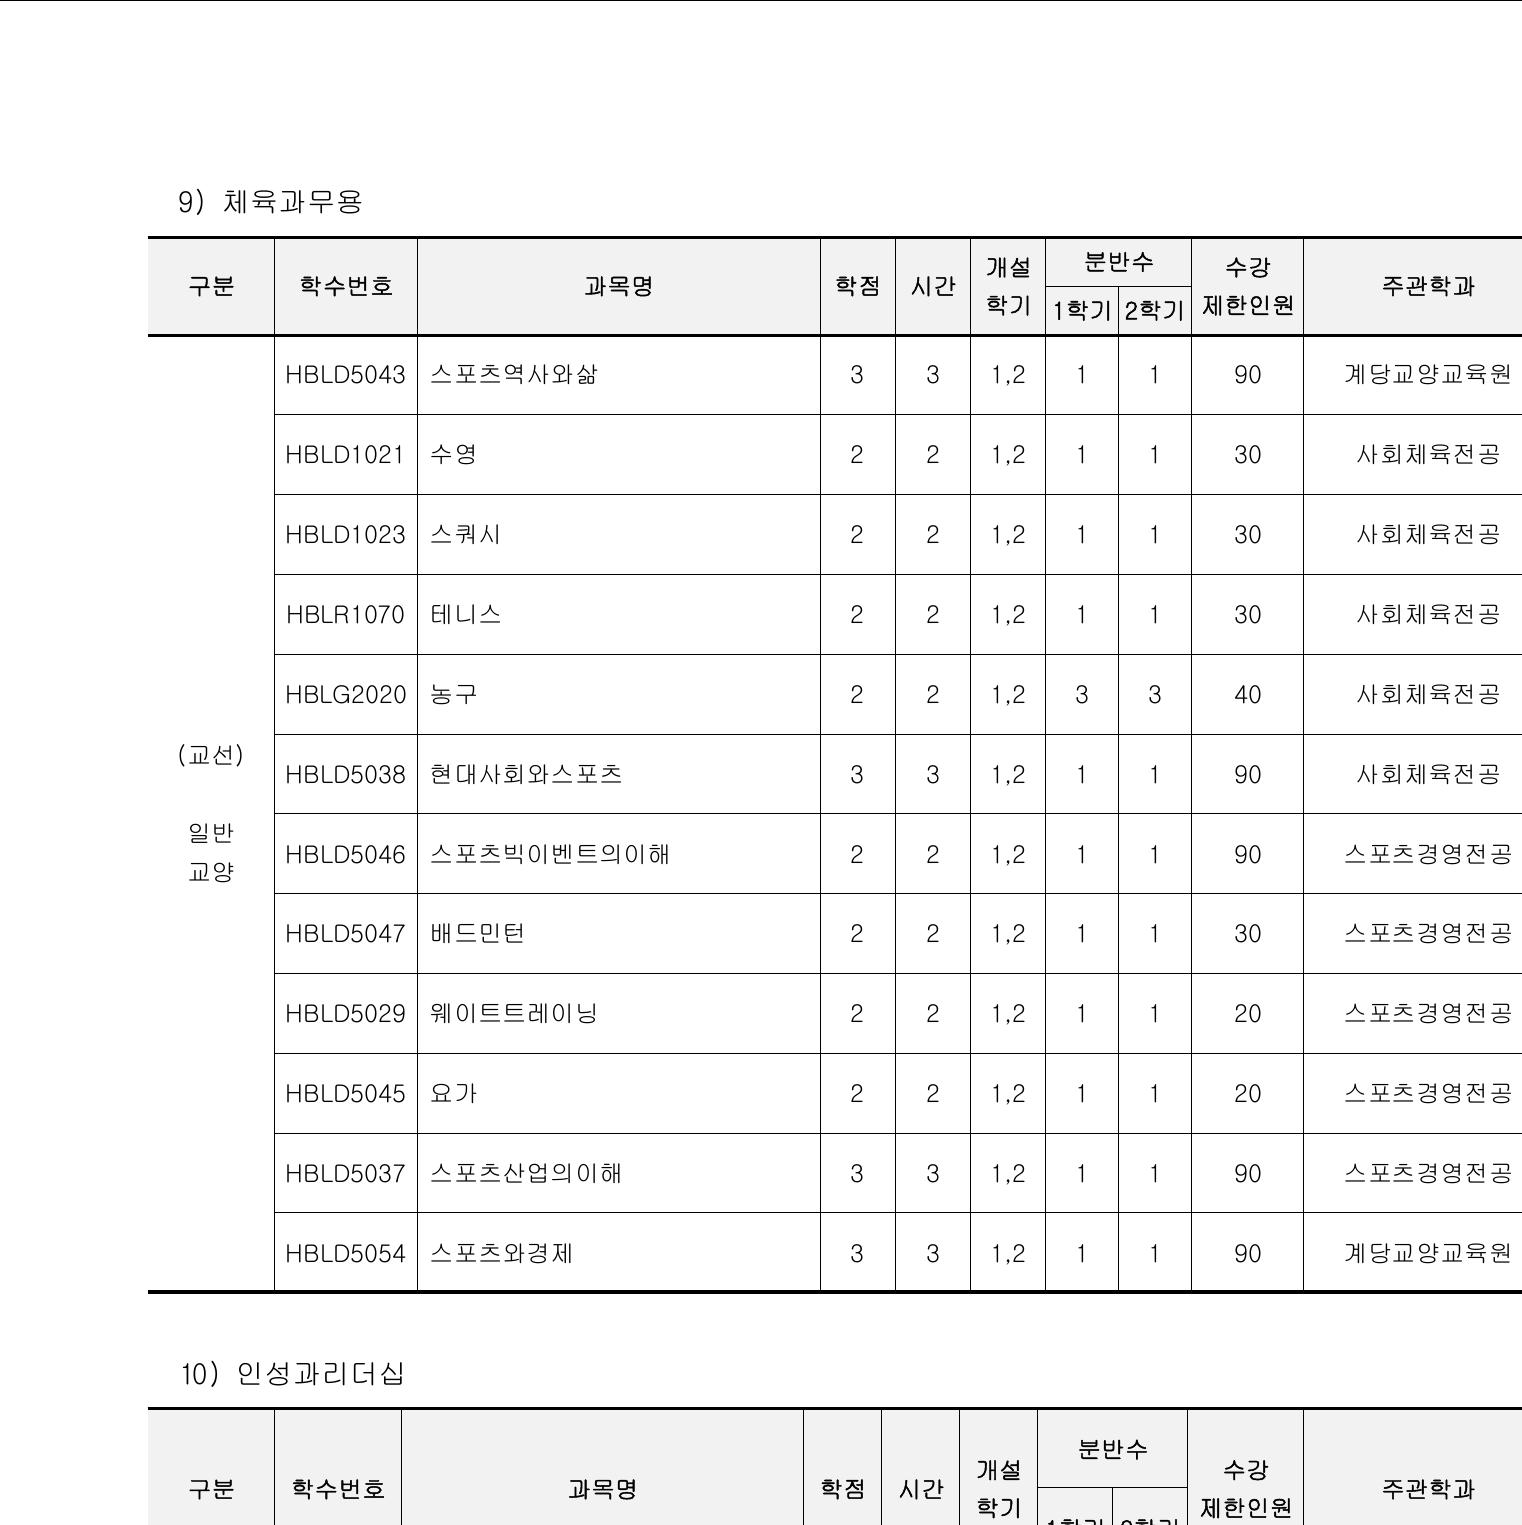 9) 체육과무용
구분 학수번호 과목명 학점 시간 개설 학기 분반수 1학기 2학기 수강 제한인원 주관학과
(교선)
일반
교양
HBLD5043 스포츠역사와삶 3 3 1,2 1 1 90 계당교양교육원
HBLD1021 수영 2 2 1,2 1 1 30 사회체육전공
HBLD1023 스쿼시 2 2 1,2 1 1 30 사회체육전공
HBLR1070 테니스 2 2 1,2 1 1 30 사회체육전공
HBLG2020 농구 2 2 1,2 3 3 40 사회체육전공
HBLD5038 현대사회와스포츠 3 3 1,2 1 1 90 사회체육전공
HBLD5046 스포츠빅이벤트의이해 2 2 1,2 1 1 90 스포츠경영전공
HBLD5047 배드민턴 2 2 1,2 1 1 30 스포츠경영전공
HBLD5029 웨이트트레이닝 2 2 1,2 1 1 20 스포츠경영전공
HBLD5045 요가 2 2 1,2 1 1 20 스포츠경영전공
HBLD5037 스포츠산업의이해 3 3 1,2 1 1 90 스포츠경영전공
HBLD5054 스포츠와경제 3 3 1,2 1 1 90 계당교양교육원
10) 인성과리더십
구분 학수번호 과목명 학점 시간 개설 학기 분반수 1학기 2학기 수강 제한인원 주관학과